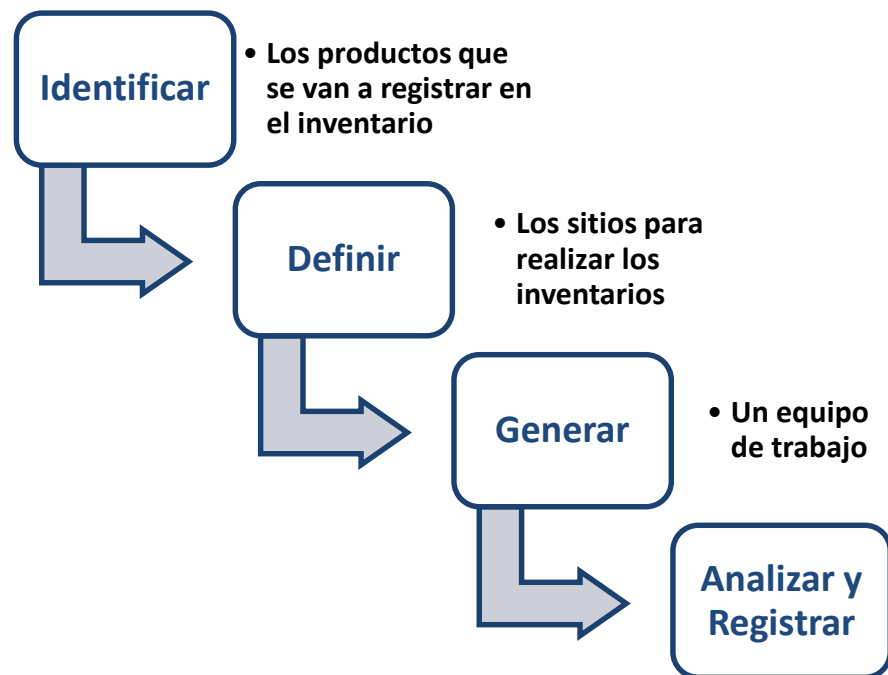 Identificar
• Los productos que
se van a registrar en
el inventario
Definir
• Los sitios para
realizar los
inventarios
Generar
• Un equipo
de trabajo
Analizar y
Registrar